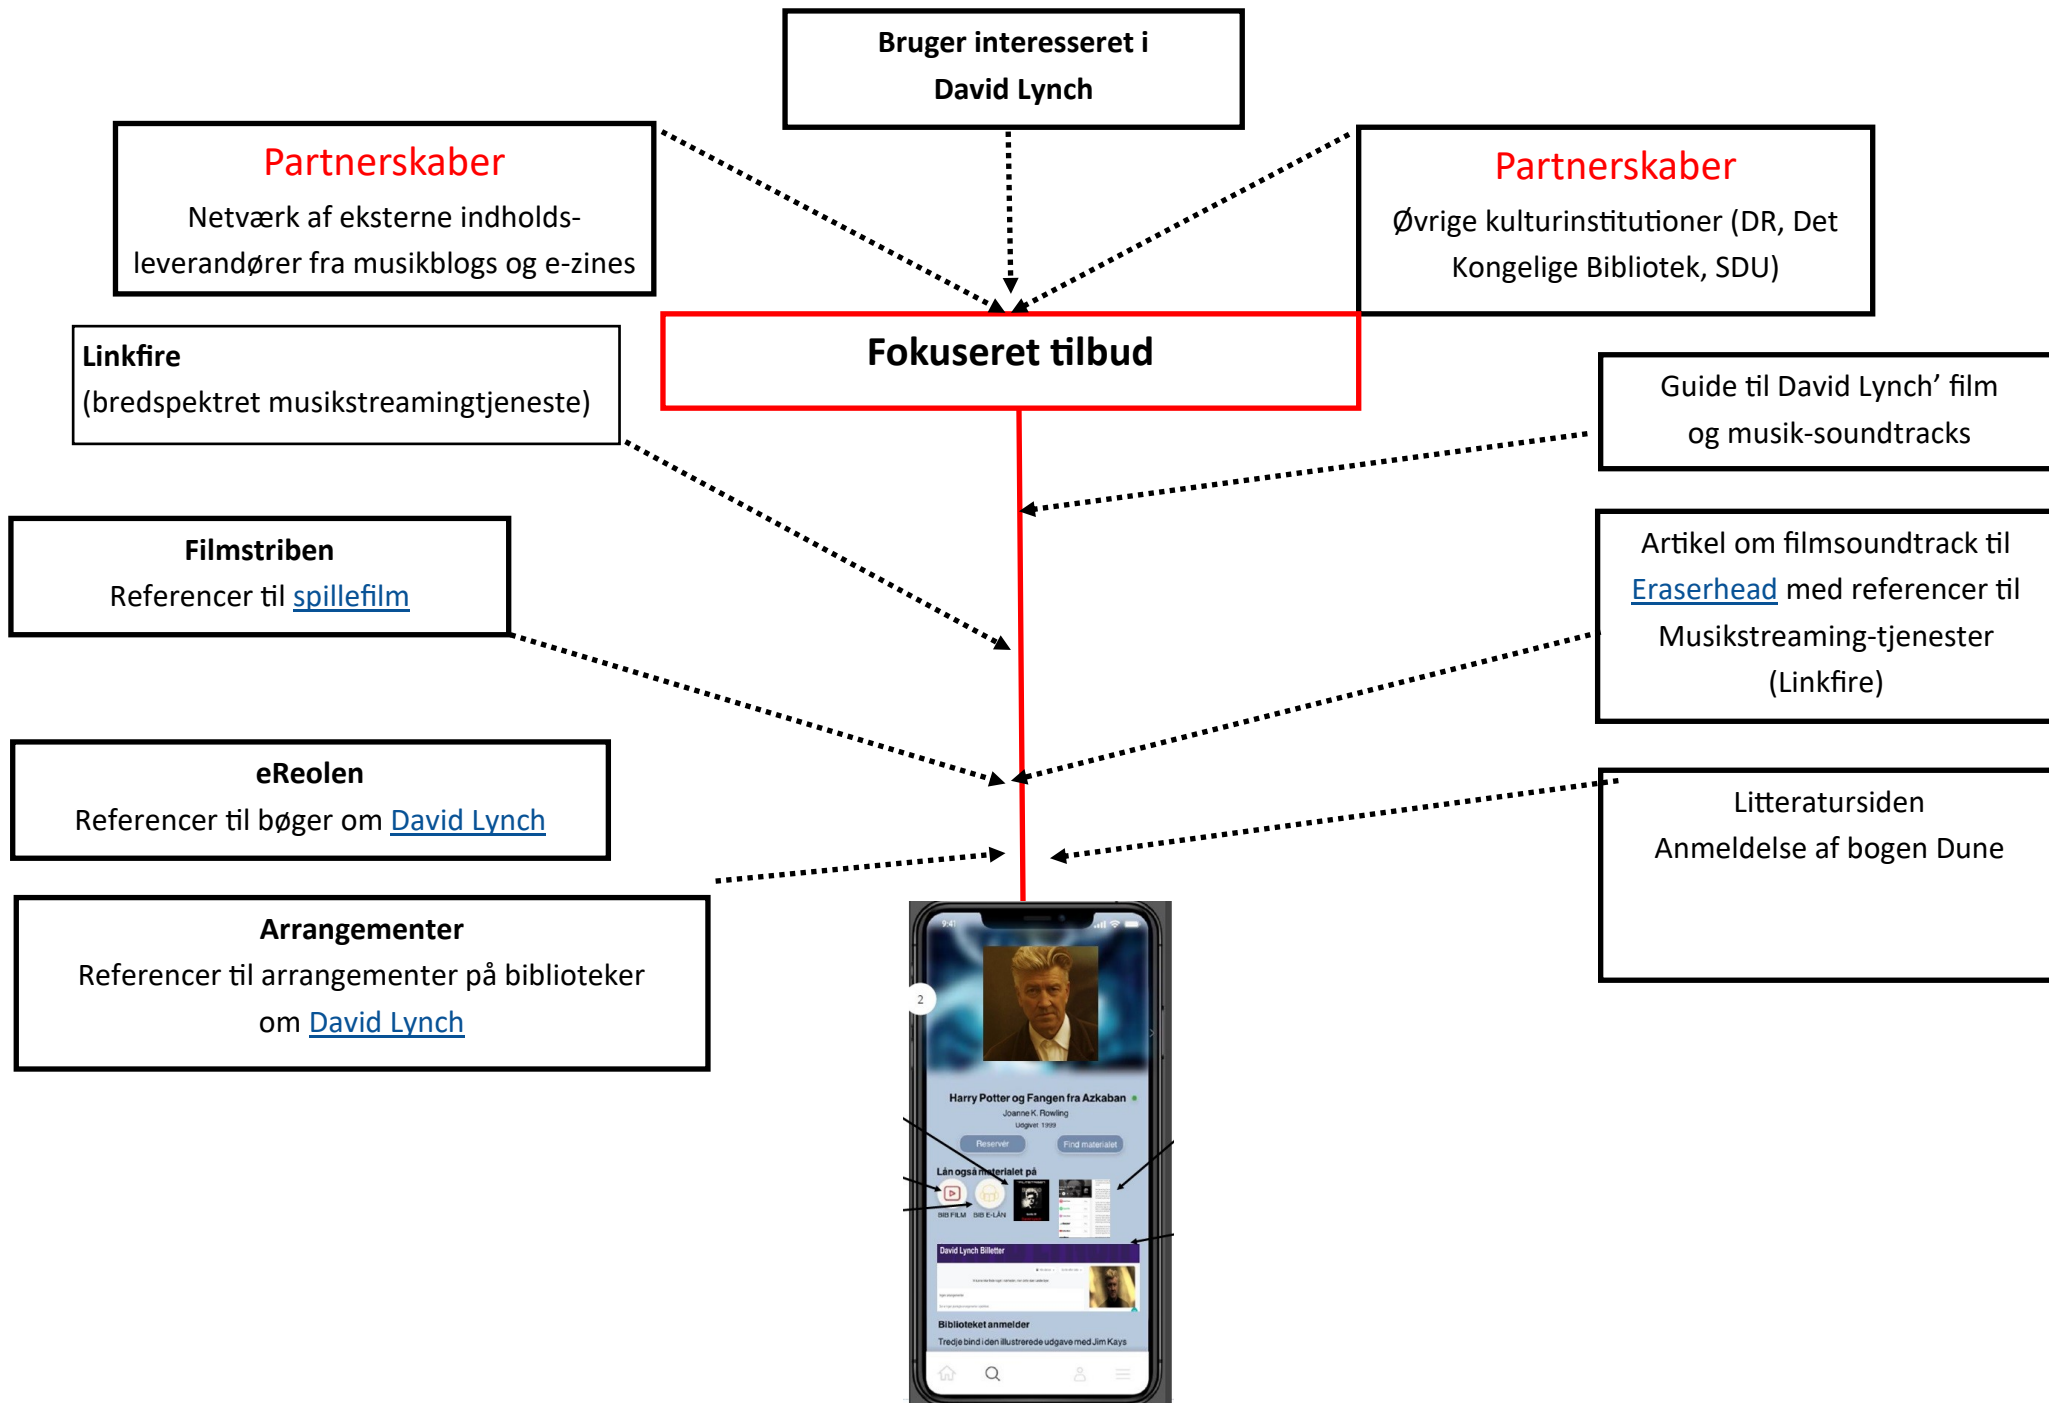 Bruger interesseret i
David Lynch
Partnerskaber
Netværk af eksterne indholds-
leverandører fra musikblogs og e-zines
Partnerskaber
Øvrige kulturinstitutioner (DR, Det
Kongelige Bibliotek, SDU)
Fokuseret tilbud
Linkfire
(bredspektret musikstreamingtjeneste)
Guide til David Lynch’ film
og musik-soundtracks
Filmstriben
Referencer til spillefilm
Artikel om filmsoundtrack til
Eraserhead med referencer til
Musikstreaming-tjenester
(Linkfire)
eReolen
Referencer til bøger om David Lynch
Litteratursiden
Anmeldelse af bogen Dune
Arrangementer
Referencer til arrangementer på biblioteker
om David Lynch
9:41
2
Harry Potter og Fangen fra Azkaban
Joanne K. Rowling
Udgivet 1999
Reservér
Find materialet
Lån også materialet på
BIB FILM
BIB E-LÅN
David Lynch Billetter
Biblioteket anmelder
Tredje bind i den illustrerede udgave med Jim Kays